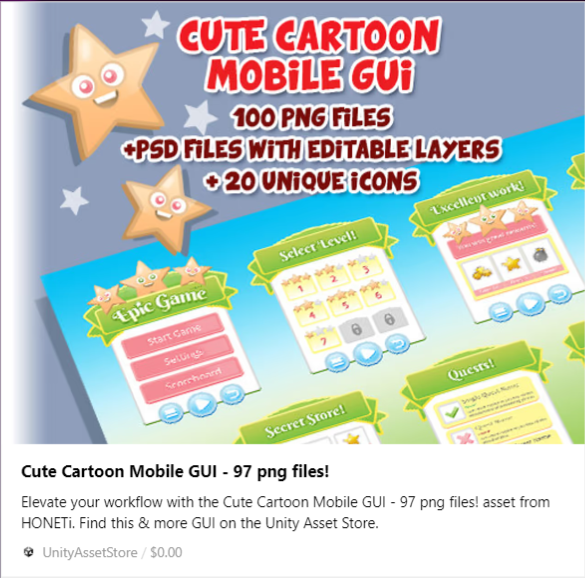 CUTE CARTOON
MOBILE GUi
100 PNG FiLES
+PSD FiLES WiTH EDiTABLE LAYERS
+ 20 UNiQUE iCONS
Excellent work!
Select Level!
1 2 3
4 5 6
7
Epic Game
Start Game
Settings
Scoreboard
Quests!
Secret Store!
Cute Cartoon Mobile GUI - 97 png files!
Elevate your workflow with the Cute Cartoon Mobile GUI - 97 png files! asset from
HONETi. Find this & more GUI on the Unity Asset Store.
UnityAssetStore / $0.00